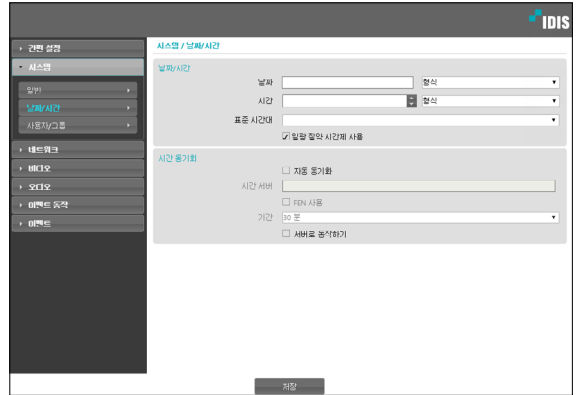 IDIS
간편 설정
시스템
일반
날짜/시간
사용자/그룹
네트워크
비디오
오디오
이벤트 동작
이벤트
시스템 / 날짜/시간
날짜/시간
날짜 형식
시간 형식
표준 시간대
일광 절약 시간제 사용
시간 동기화
자동 동기화
시간 서버
FEN 사용
기간 30 분
서버로 동작하기
저장